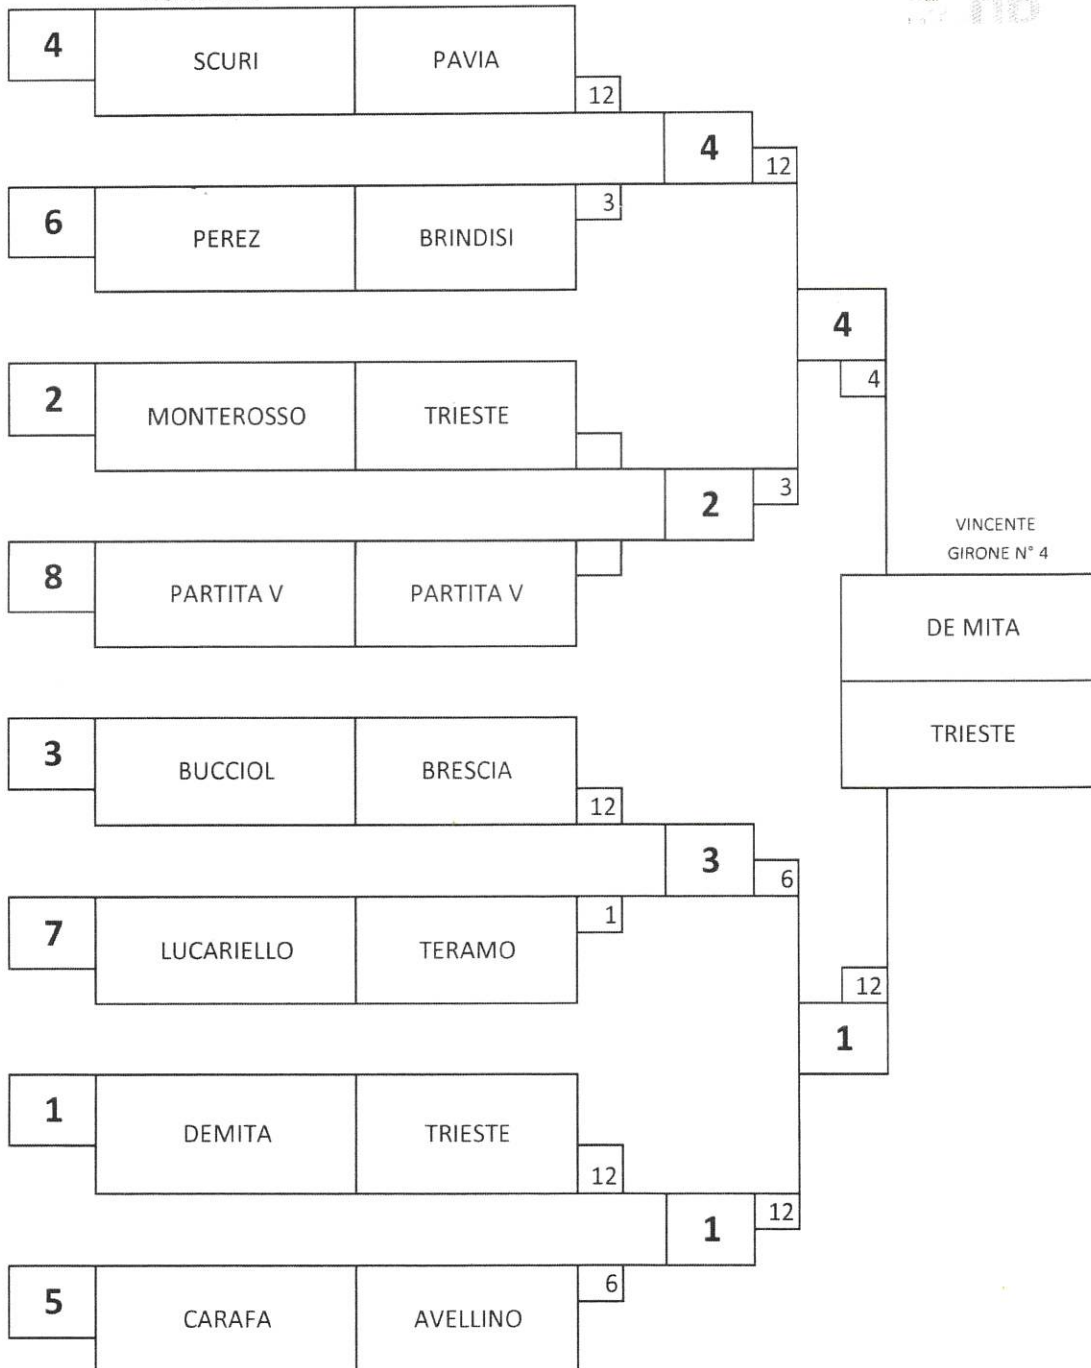 4
SCURI PAVIA
12
4
12
6
PEREZ BRINDISI
3
4
4
2
MONTEROSSO TRIESTE
2
3
8
PARTITA V PARTITA V
VINCENTE
GIRONE N° 4
DE MITA
TRIESTE
3
BUCCIOL BRESCIA
12
3
6
7
LUCARIELLO TERAMO
1
12
1
1
DEMITA TRIESTE
12
1
12
5
CARAFA AVELLINO
6